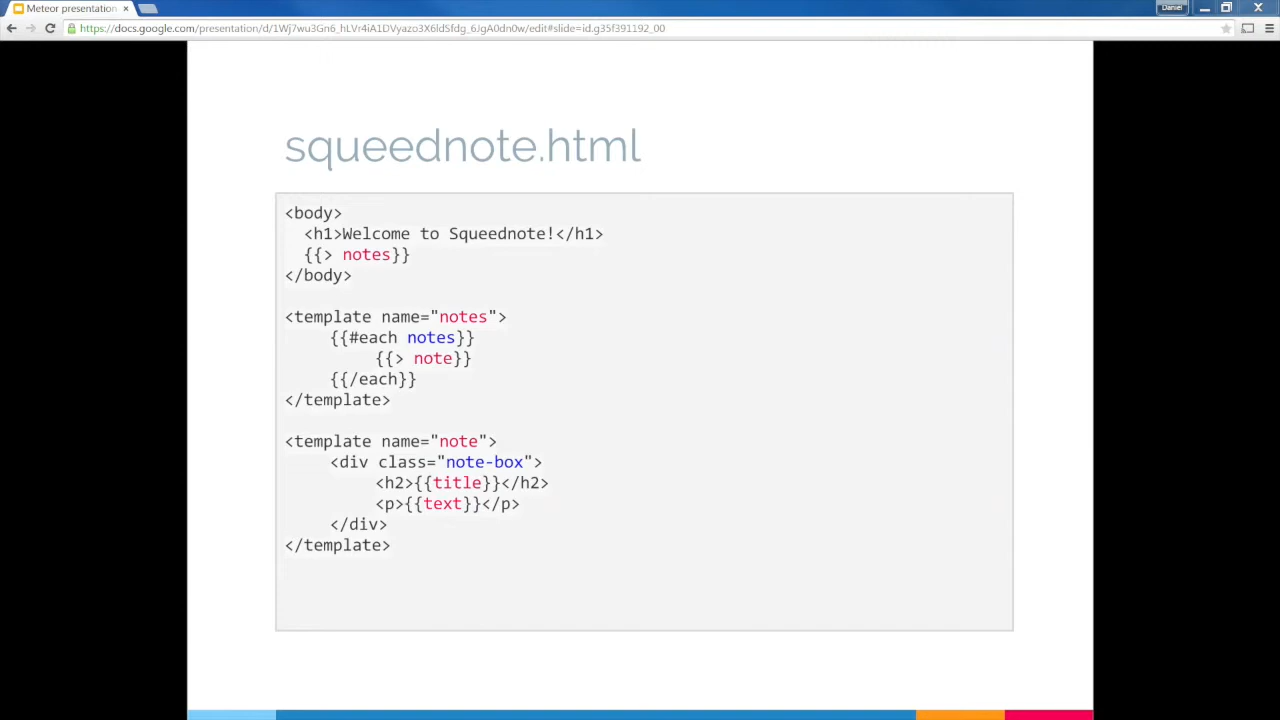 Meteor presentation
Daniel
https://docs.google.com/presentation/d/1Wj7wu3Gn6_hLVr4iA1DVyazo3X6ldSfdg_6JgA0dn0w/edit#slide=id.g35f391192_00
squeednote.html
<body>
<h1>Welcome to Squeednote!</h1>
{{> notes}}
</body>
<template name="notes">
{{#each notes}}
{{> note}}
{{/each}}
</template>
<template name="note">
<div class="note-box">
<h2>{{title}}</h2>
<p>{{text}}</p>
</div>
</template>